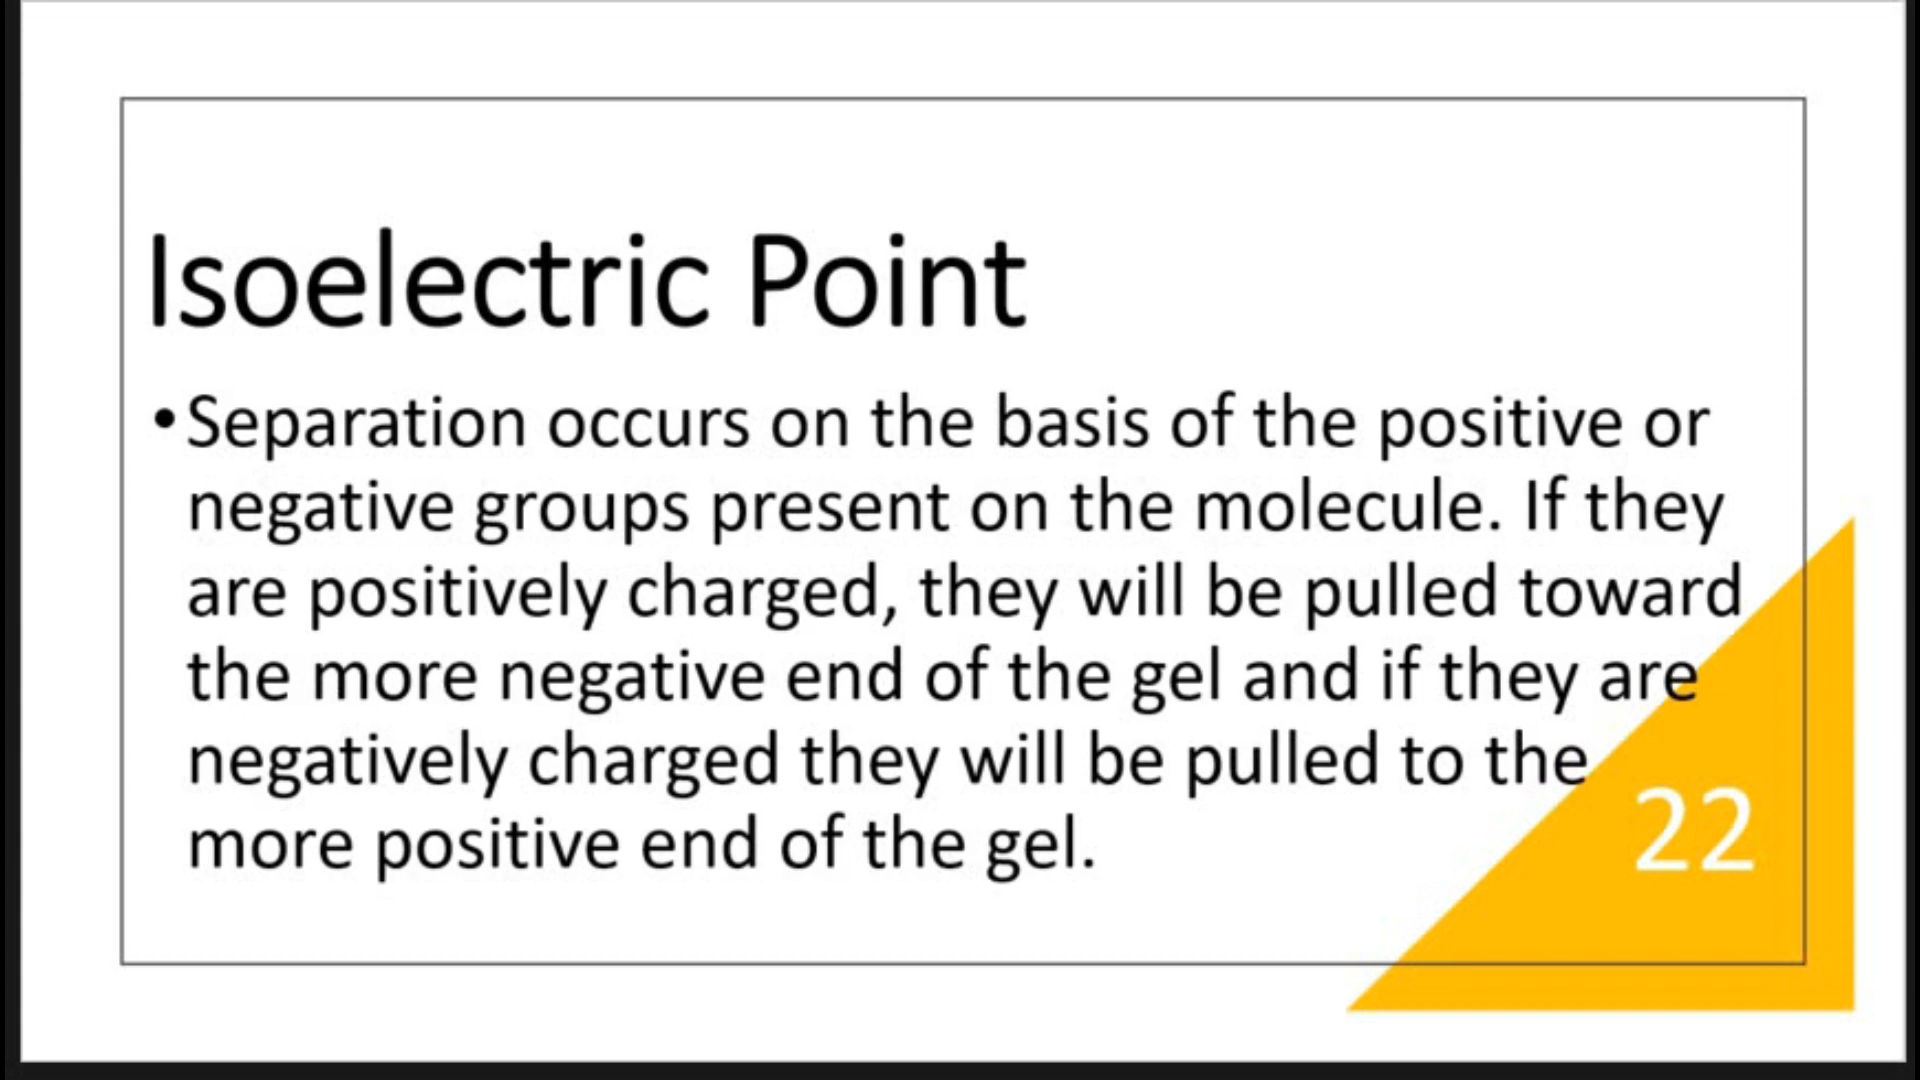 Isoelectric Point
•Separation occurs on the basis of the positive or
negative groups present on the molecule. If they
are positively charged, they will be pulled toward
the more negative end of the gel and if they are
negatively charged they will be pulled to the
more positive end of the gel.
22